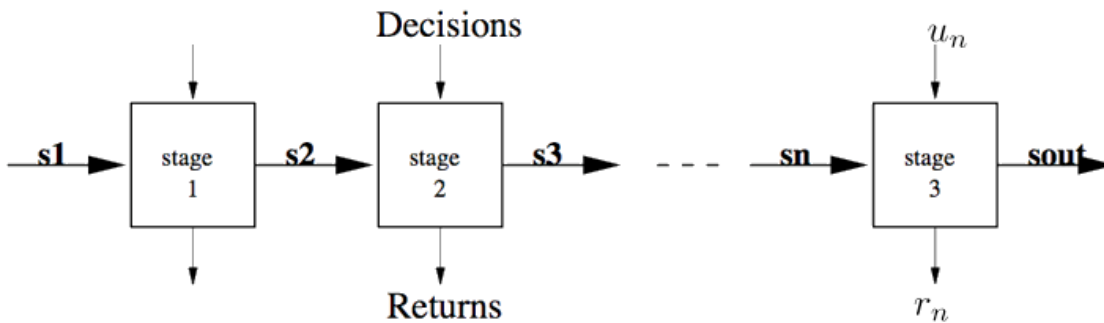 Decisions
u_n
s1
stage
1
s2
stage
2
s3
sn
stage
3
sout
Returns
r_n